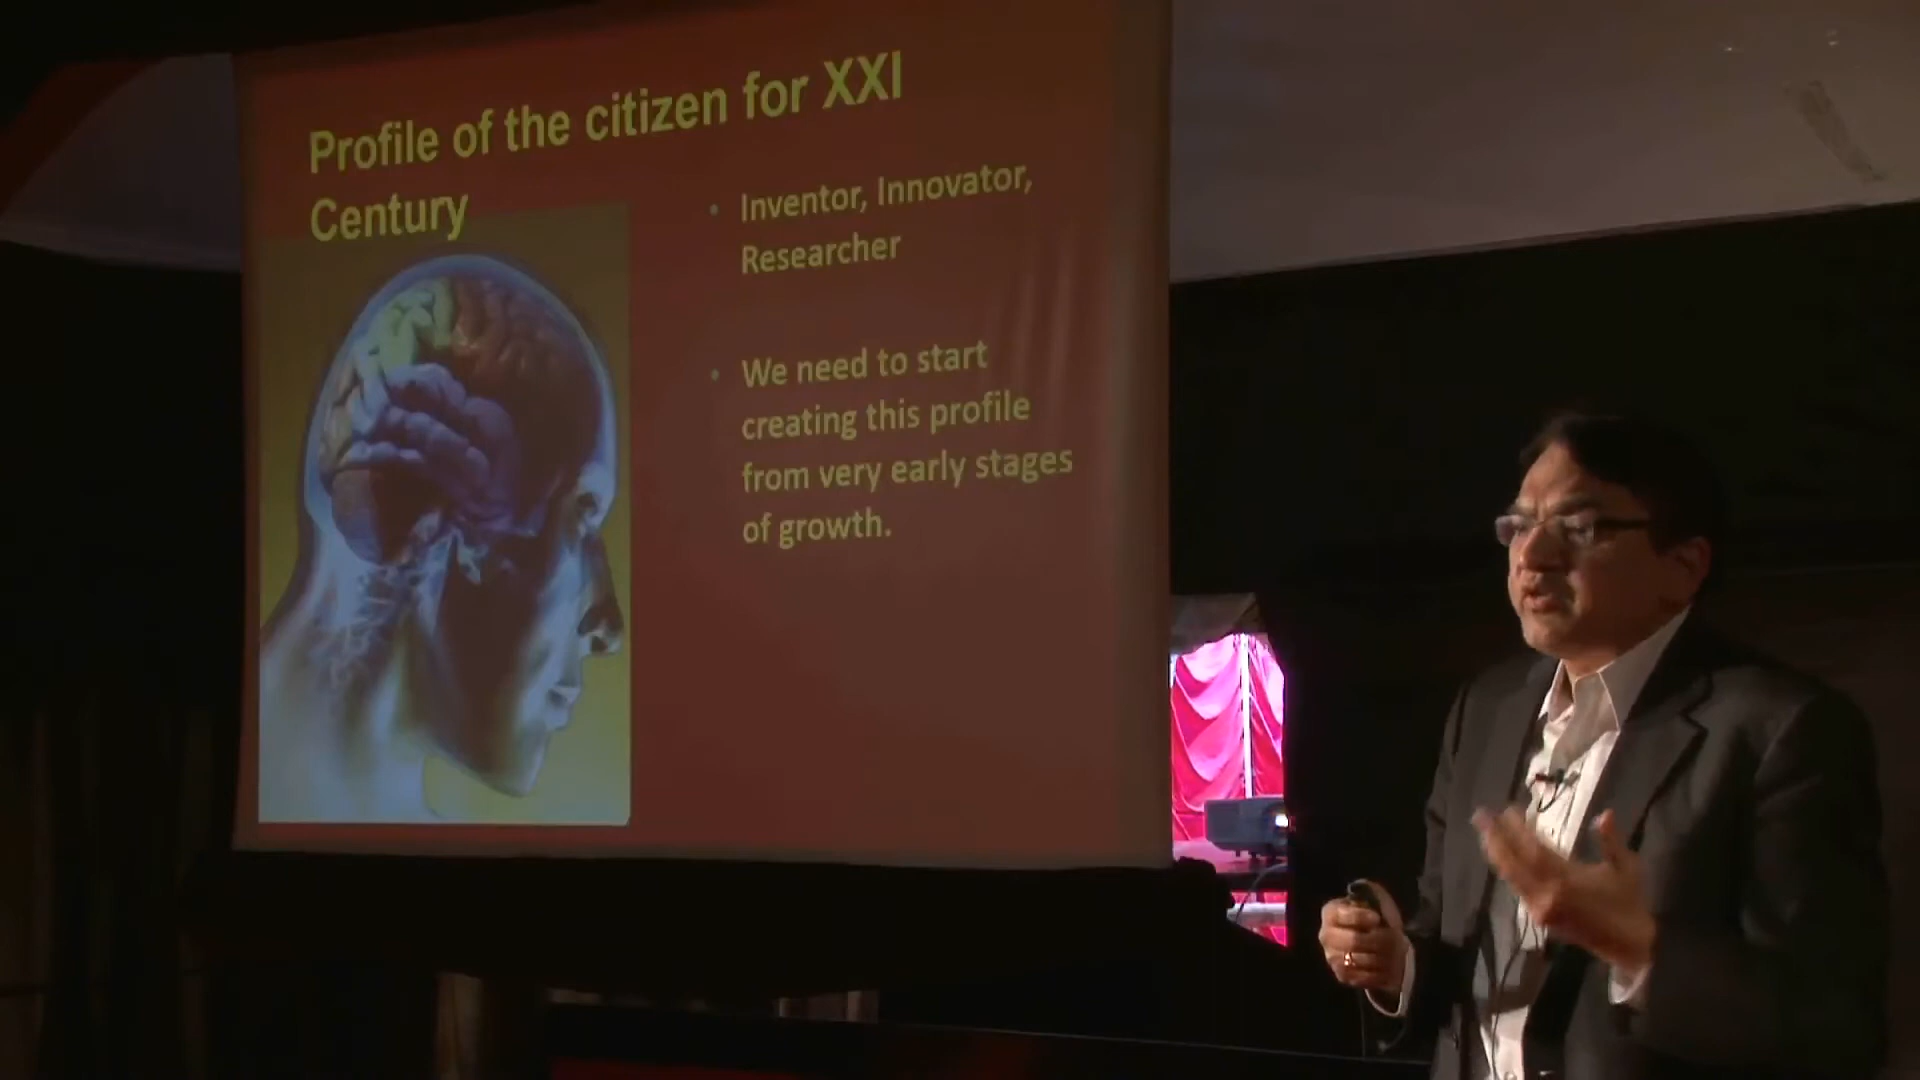 Profile of the citizen for XXI
Century
• Inventor, Innovator,
Researcher
• We need to start
creating this profile
from very early stages
of growth.